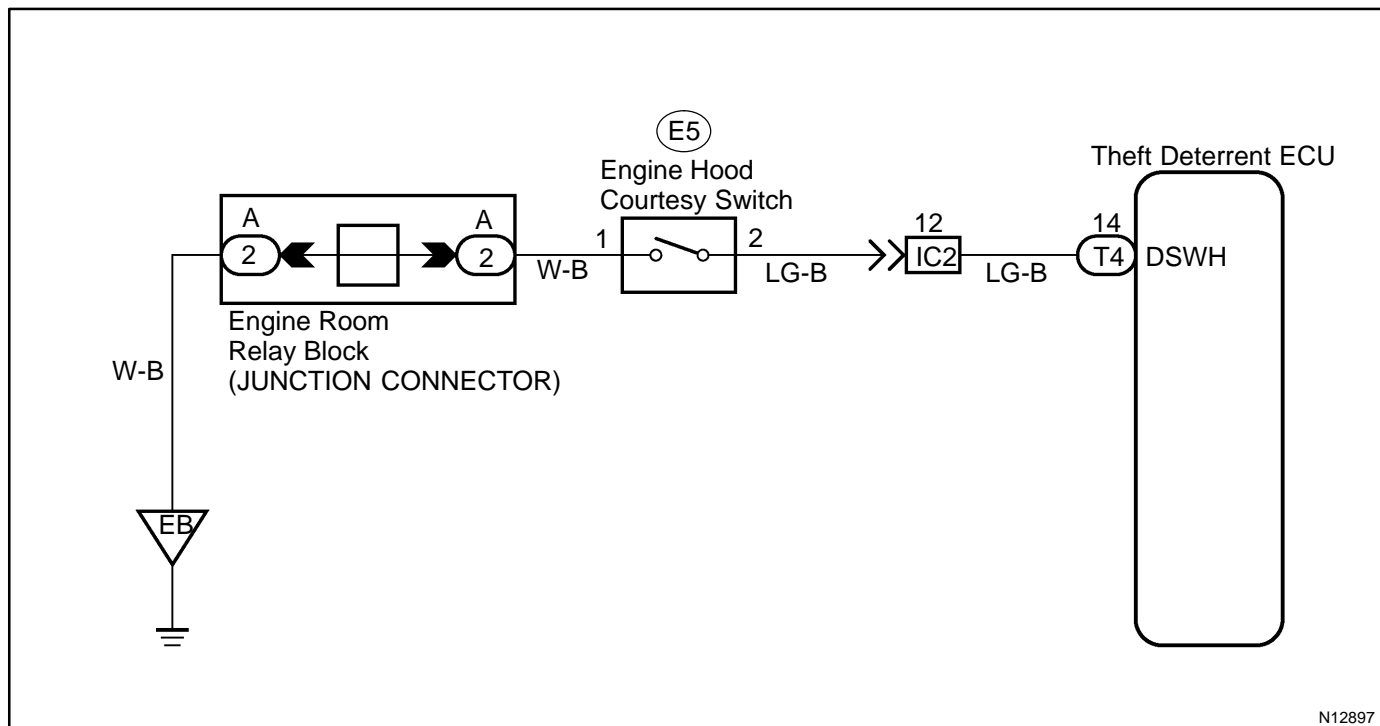 E5
Engine Hood
Courtesy Switch
Theft Deterrent ECU
A
A
2
2
1
2
12
14
IC2
T4
DSWH
W-B
LG-B
LG-B
Engine Room
Relay Block
(JUNCTION CONNECTOR)
W-B
EB
N12897